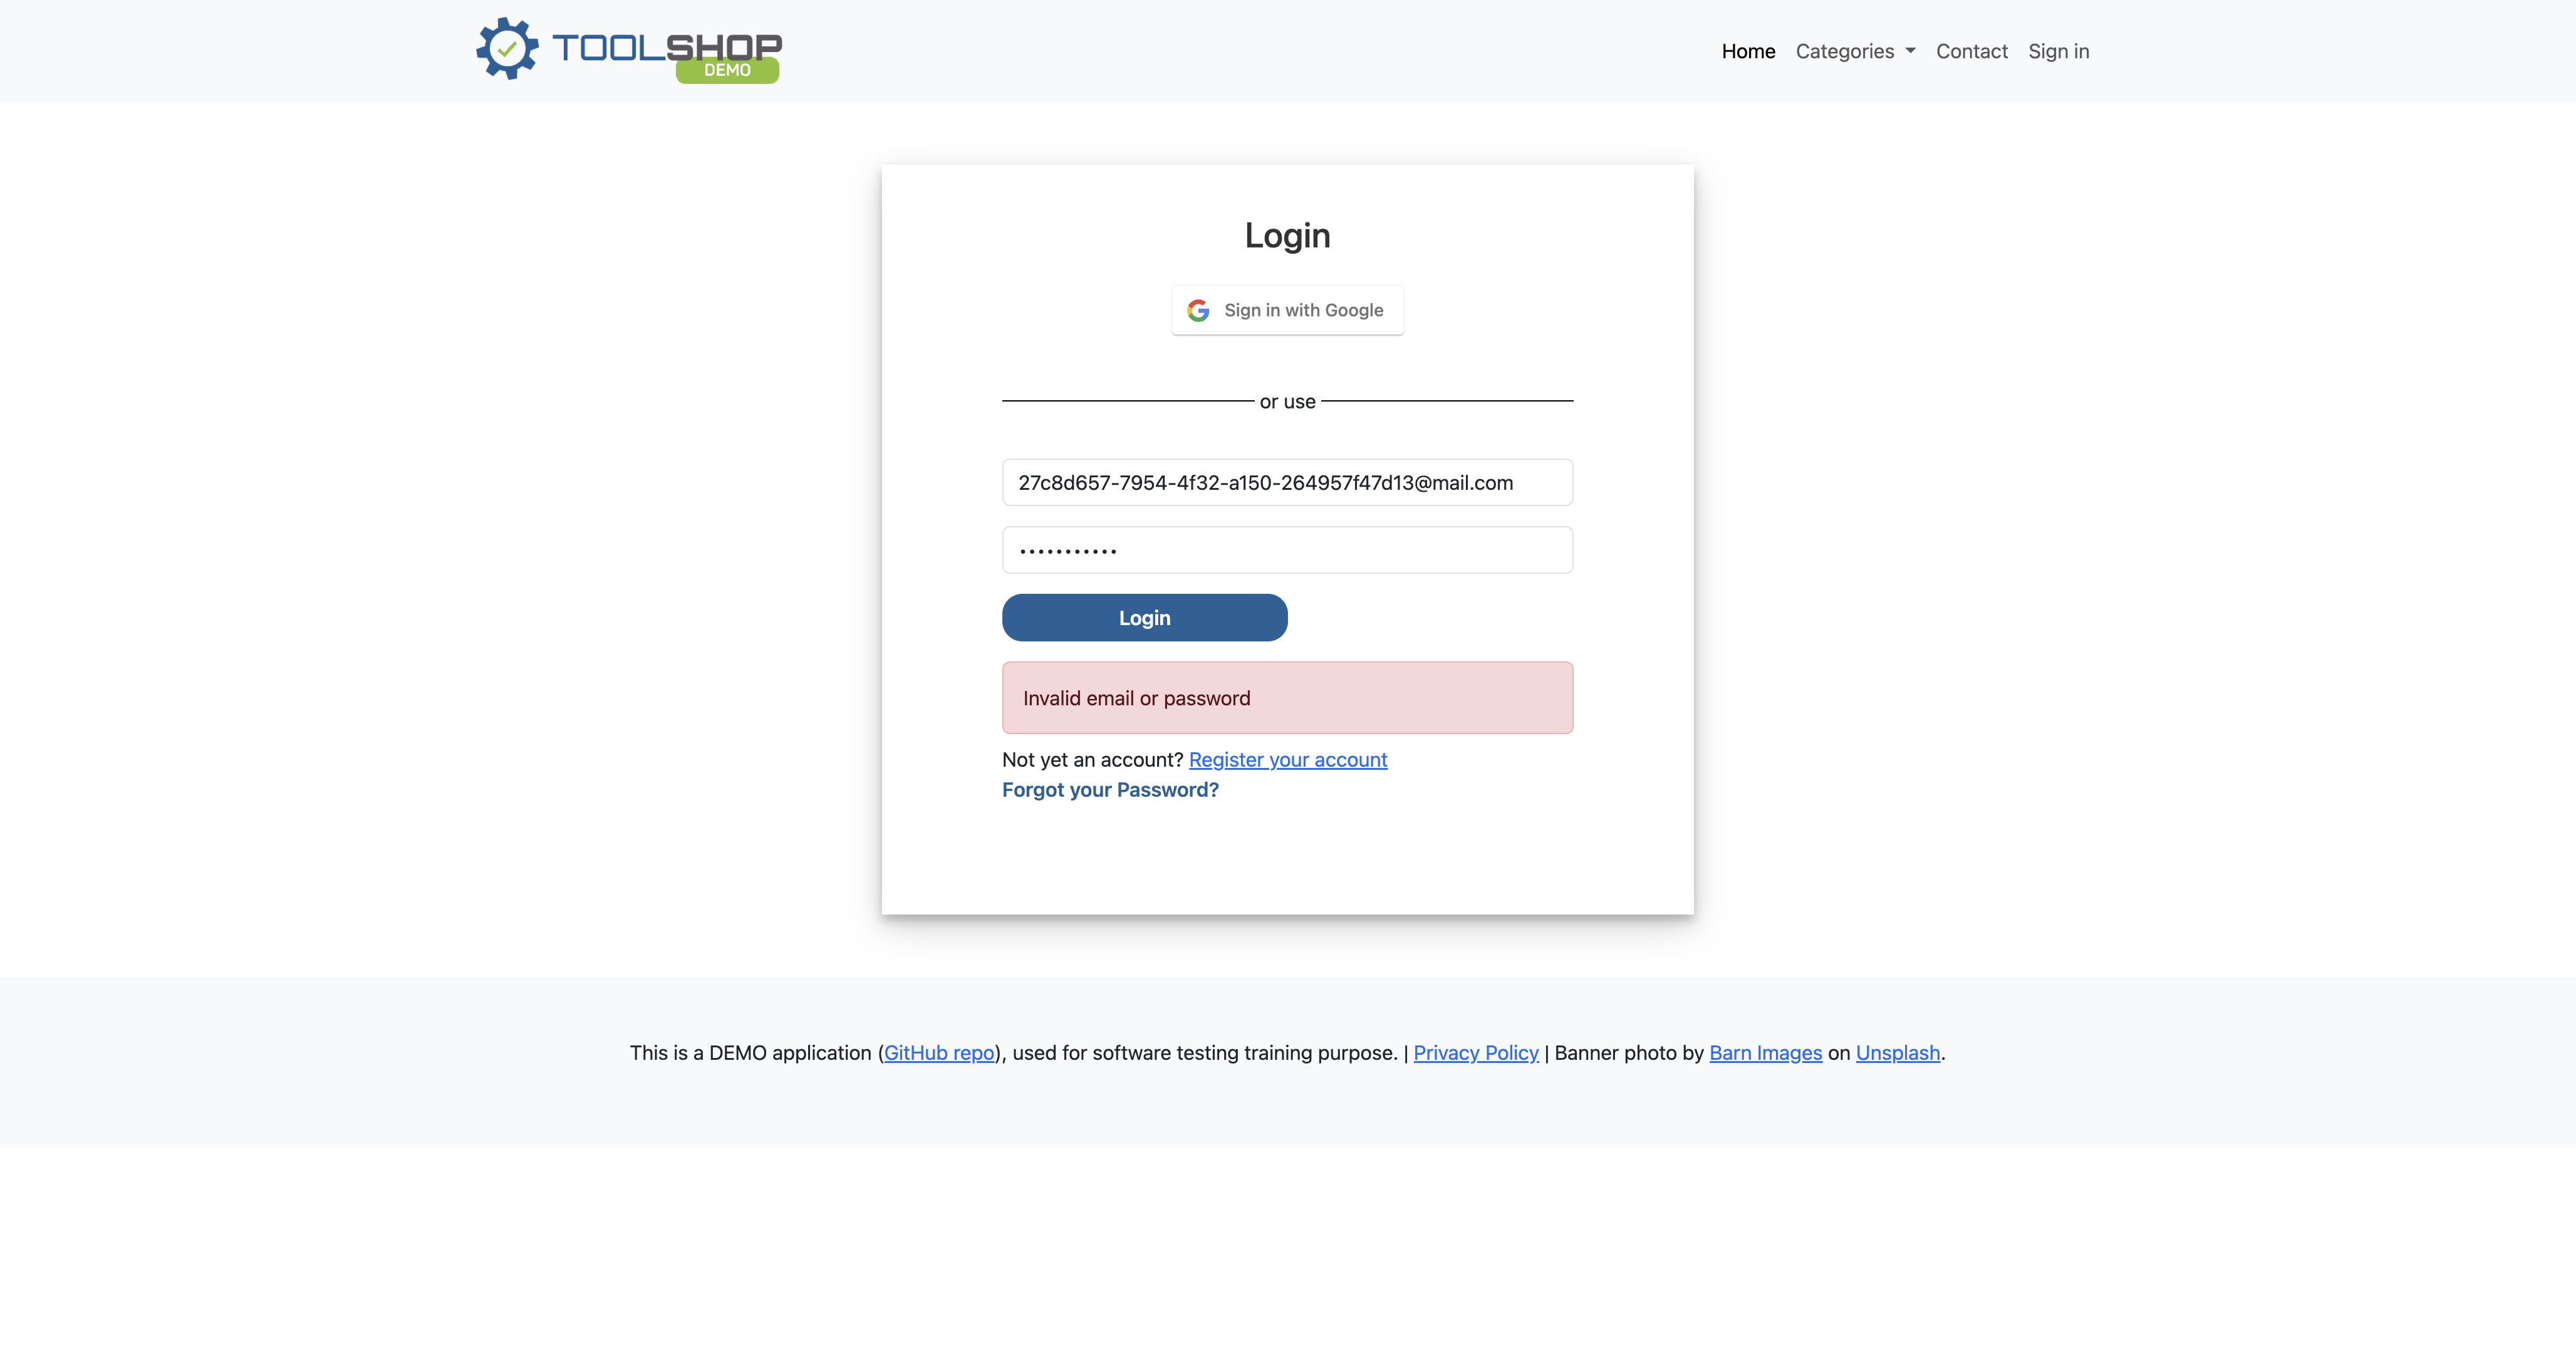 TOOLSHOP
DEMO
Home Categories Contact Sign in
Login
Sign in with Google
or use
27c8d657-7954-4f32-a150-264957f47d13@mail.com
•••••••••••
Login
Invalid email or password
Not yet an account? Register your account
Forgot your Password?
This is a DEMO application (GitHub repo), used for software testing training purpose. | Privacy Policy | Banner photo by Barn Images on Unsplash.